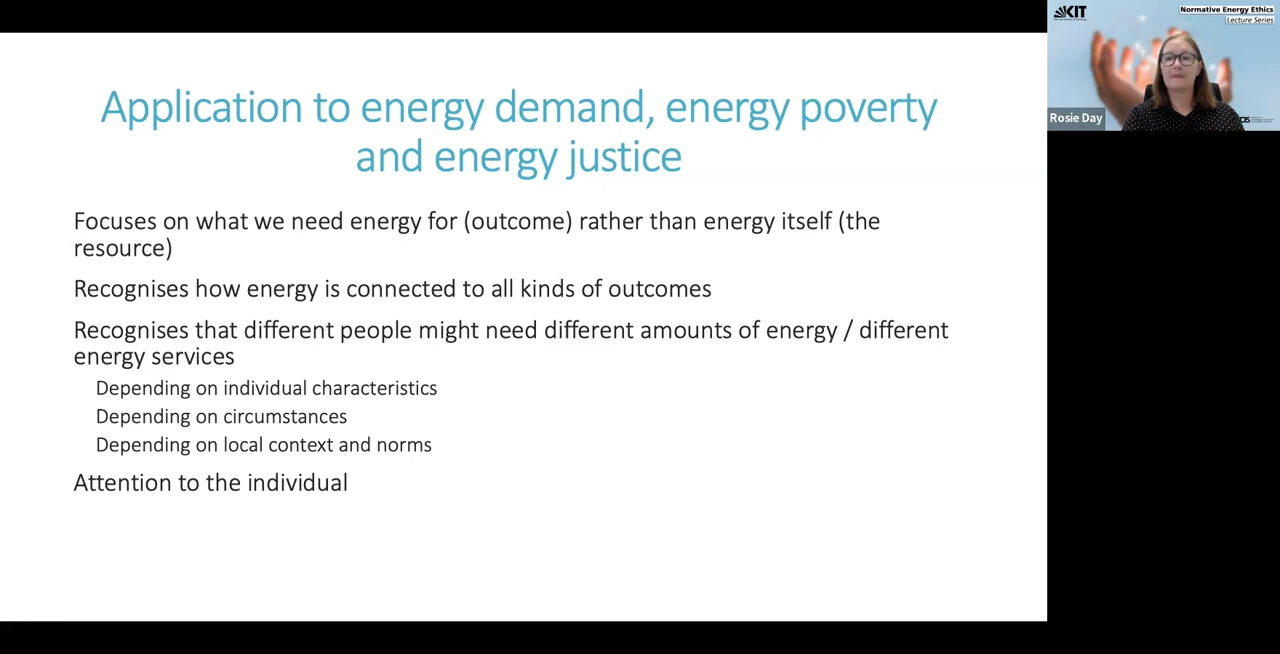 Application to energy demand, energy poverty
and energy justice
Focuses on what we need energy for (outcome) rather than energy itself (the
resource)
Recognises how energy is connected to all kinds of outcomes
Recognises that different people might need different amounts of energy / different
energy services
Depending on individual characteristics
Depending on circumstances
Depending on local context and norms
Attention to the individual
KIT
Normative Energy Ethics
Lecture Series
Rosie Day